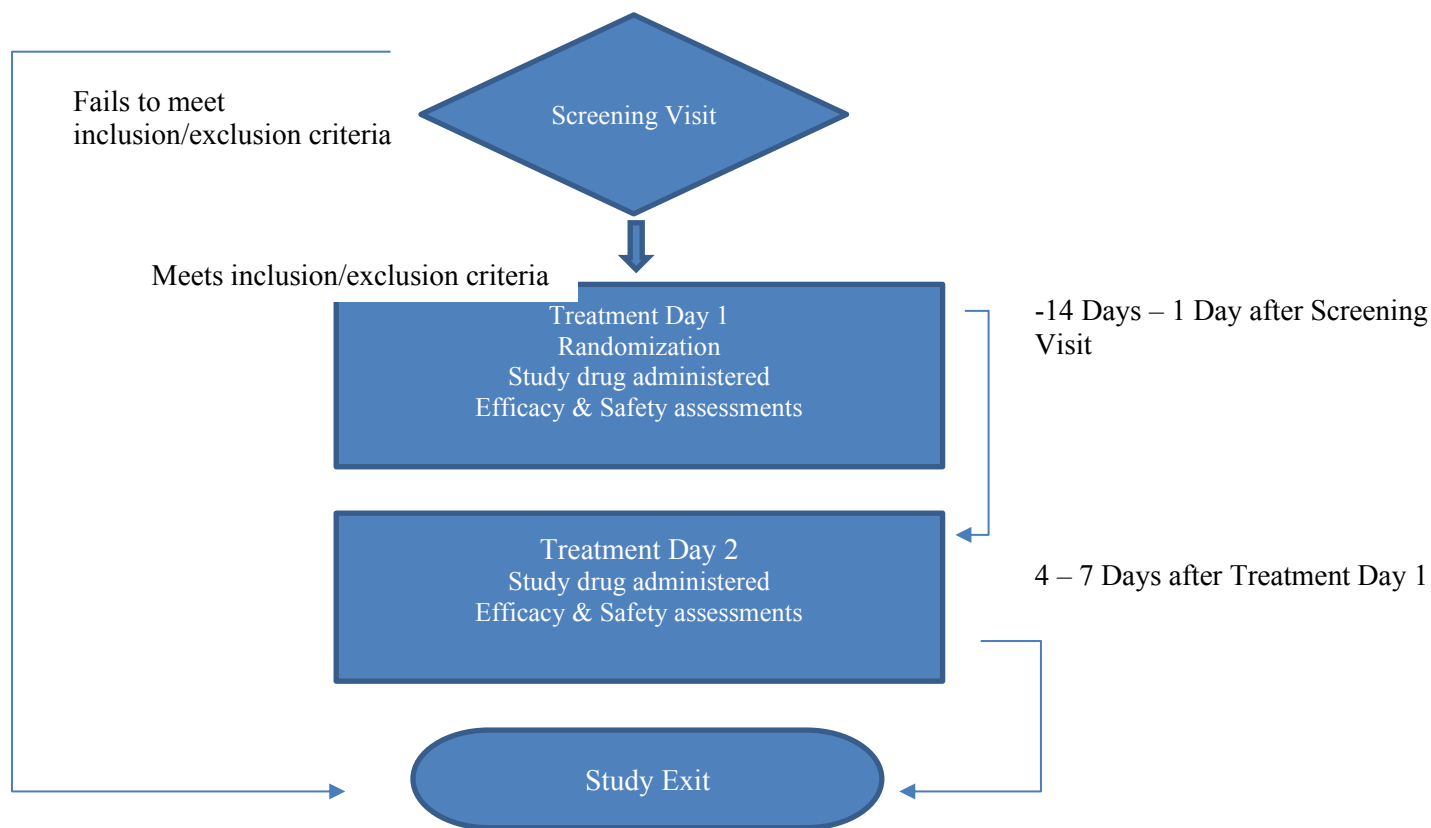 Screening Visit
Fails to meet
inclusion/exclusion criteria
Meets inclusion/exclusion criteria
Treatment Day 1
Randomization
Study drug administered
Efficacy & Safety assessments
-14 Days – 1 Day after Screening
Visit
Treatment Day 2
Study drug administered
Efficacy & Safety assessments
4 – 7 Days after Treatment Day 1
Study Exit